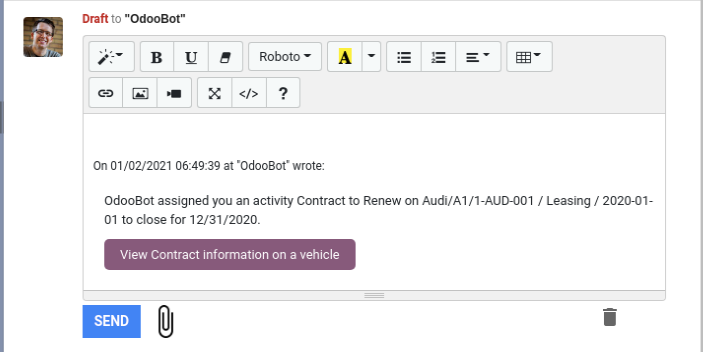 Draft to "OdooBot"
B U Roboto A
</> ?
On 01/02/2021 06:49:39 at "OdooBot" wrote:
OdooBot assigned you an activity Contract to Renew on Audi/A1/1-AUD-001 / Leasing / 2020-01-
01 to close for 12/31/2020.
View Contract information on a vehicle
SEND